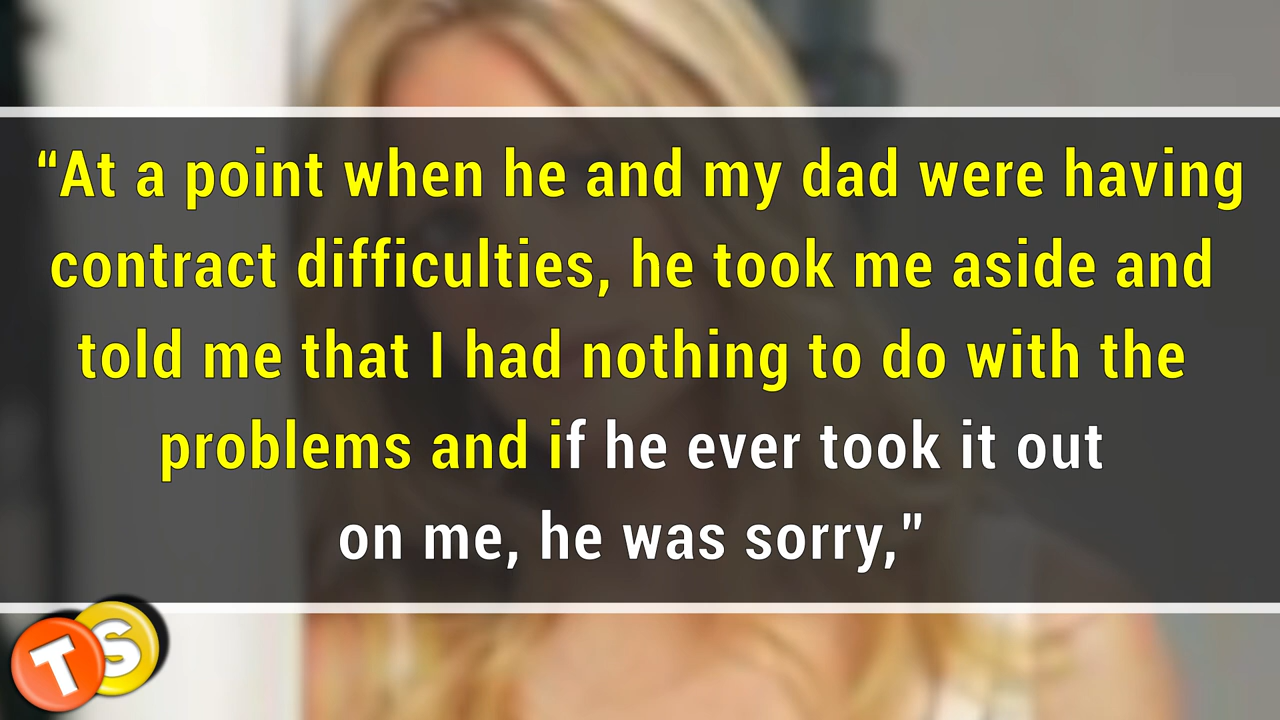 “At a point when he and my dad were having
contract difficulties, he took me aside and
told me that I had nothing to do with the
problems and if he ever took it out
on me, he was sorry,”
TS